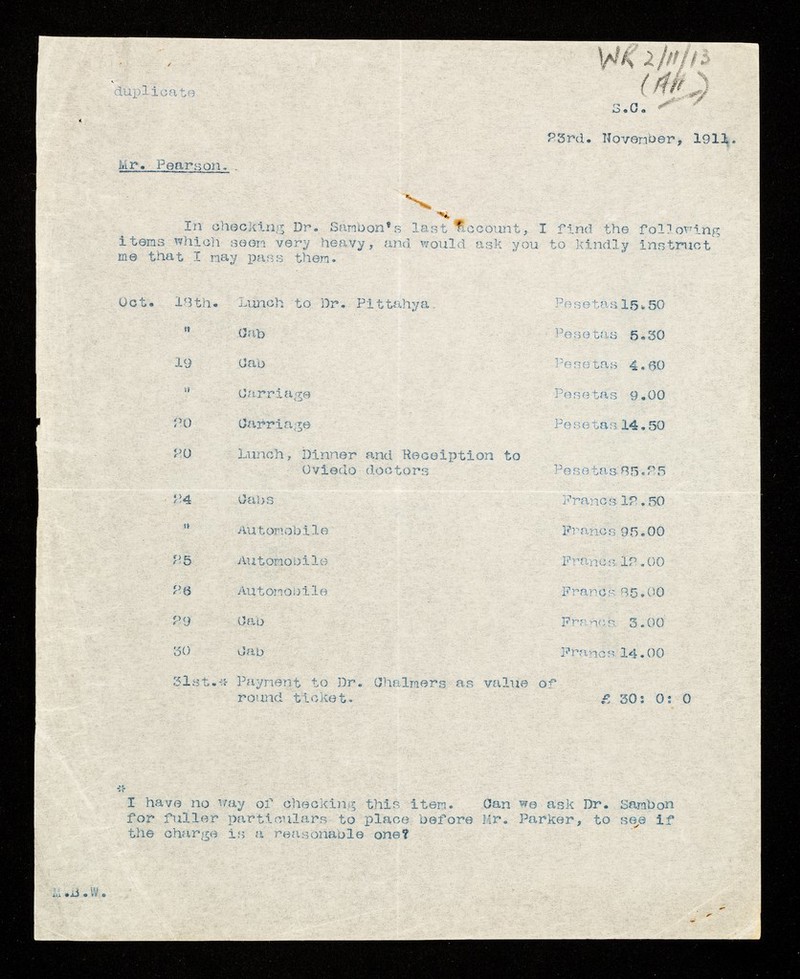 WR 2/11/13
(AH)
duplicate
S.C.
23rd. November, 1911.
Mr. Pearson.
In checking Dr. Sambon's last account, I find the following
items which seem very heavy, and would ask you to kindly instruct
me that I may pass them.
Oct. 18th. Lunch to Dr. Pittahya. Pesetas 15.50
" Cab Pesetas 5.30
19 Cab Pesetas 4.60
" Carriage Pesetas 9.00
20 Carriage Pesetas 14.50
20 Lunch, Dinner and Receiption to
Oviedo doctors Pesetas 85.25
24 Cabs Francs 12.50
" Automobile Francs 95.00
25 Automobile Francs 12.00
26 Automobile Francs 85.00
29 Cab Francs 3.00
30 Cab Francs 14.00
31st.* Payment to Dr. Chalmers as value of
round ticket. £ 30: 0: 0
*
I have no way of checking this item. Can we ask Dr. Sambon
for fuller particulars to place before Mr. Parker, to see if
the charge is a reasonable one?
M.B.W.